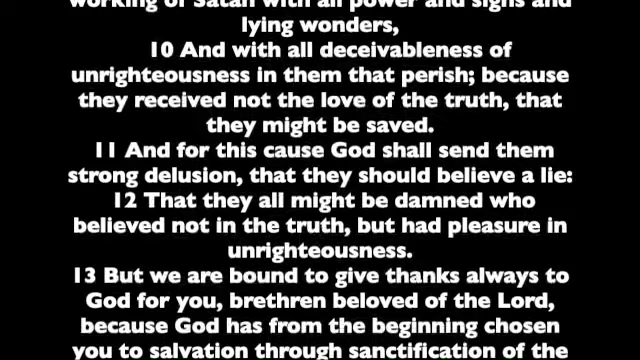 working of Satan with all power and signs and
lying wonders,
10 And with all deceivableness of
unrighteousness in them that perish; because
they received not the love of the truth, that
they might be saved.
11 And for this cause God shall send them
strong delusion, that they should believe a lie:
12 That they all might be damned who
believed not in the truth, but had pleasure in
unrighteousness.
13 But we are bound to give thanks always to
God for you, brethren beloved of the Lord,
because God has from the beginning chosen
you to salvation through sanctification of the